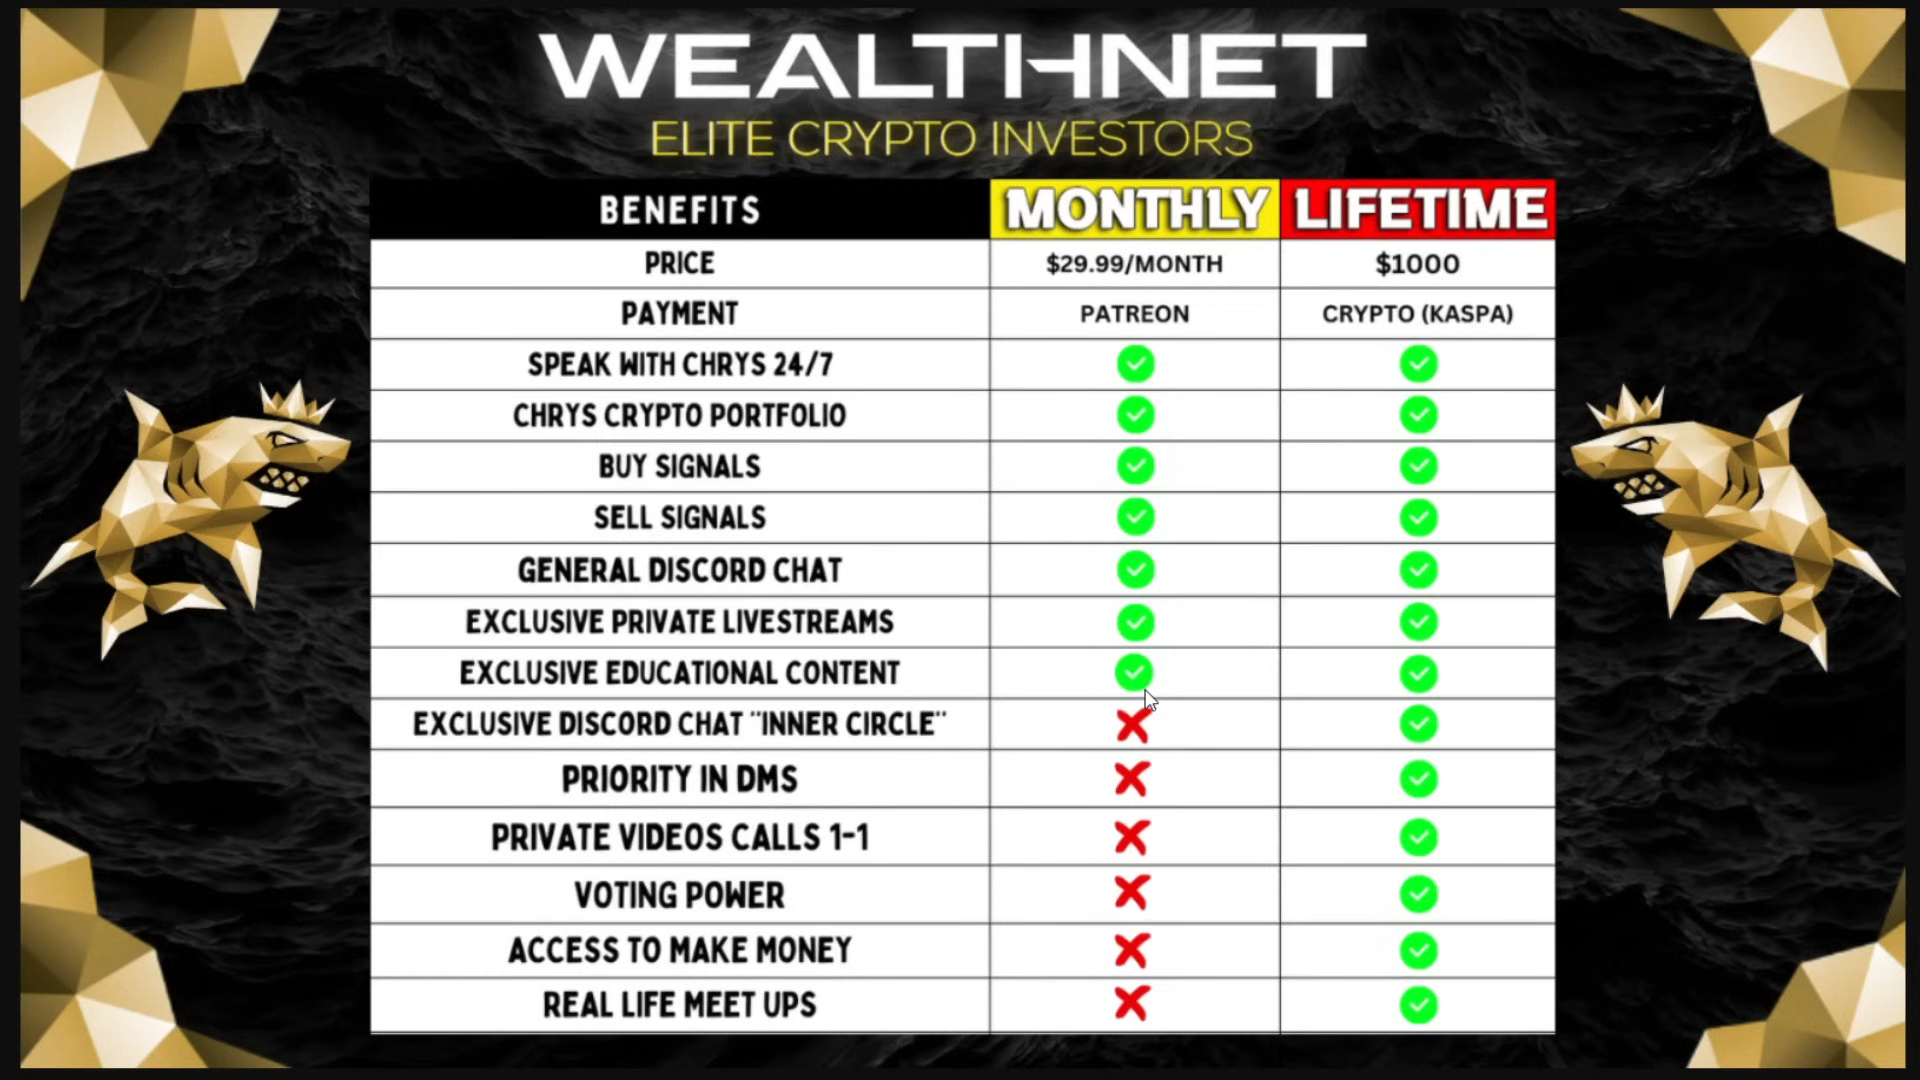 WEALTHNET
ELITE CRYPTO INVESTORS
BENEFITS MONTHLY LIFETIME
PRICE $29.99/MONTH $1000
PAYMENT PATREON CRYPTO (KASPA)
SPEAK WITH CHRYS 24/7
CHRYS CRYPTO PORTFOLIO
BUY SIGNALS
SELL SIGNALS
GENERAL DISCORD CHAT
EXCLUSIVE PRIVATE LIVESTREAMS
EXCLUSIVE EDUCATIONAL CONTENT
EXCLUSIVE DISCORD CHAT "INNER CIRCLE"
PRIORITY IN DMS
PRIVATE VIDEOS CALLS 1-1
VOTING POWER
ACCESS TO MAKE MONEY
REAL LIFE MEET UPS